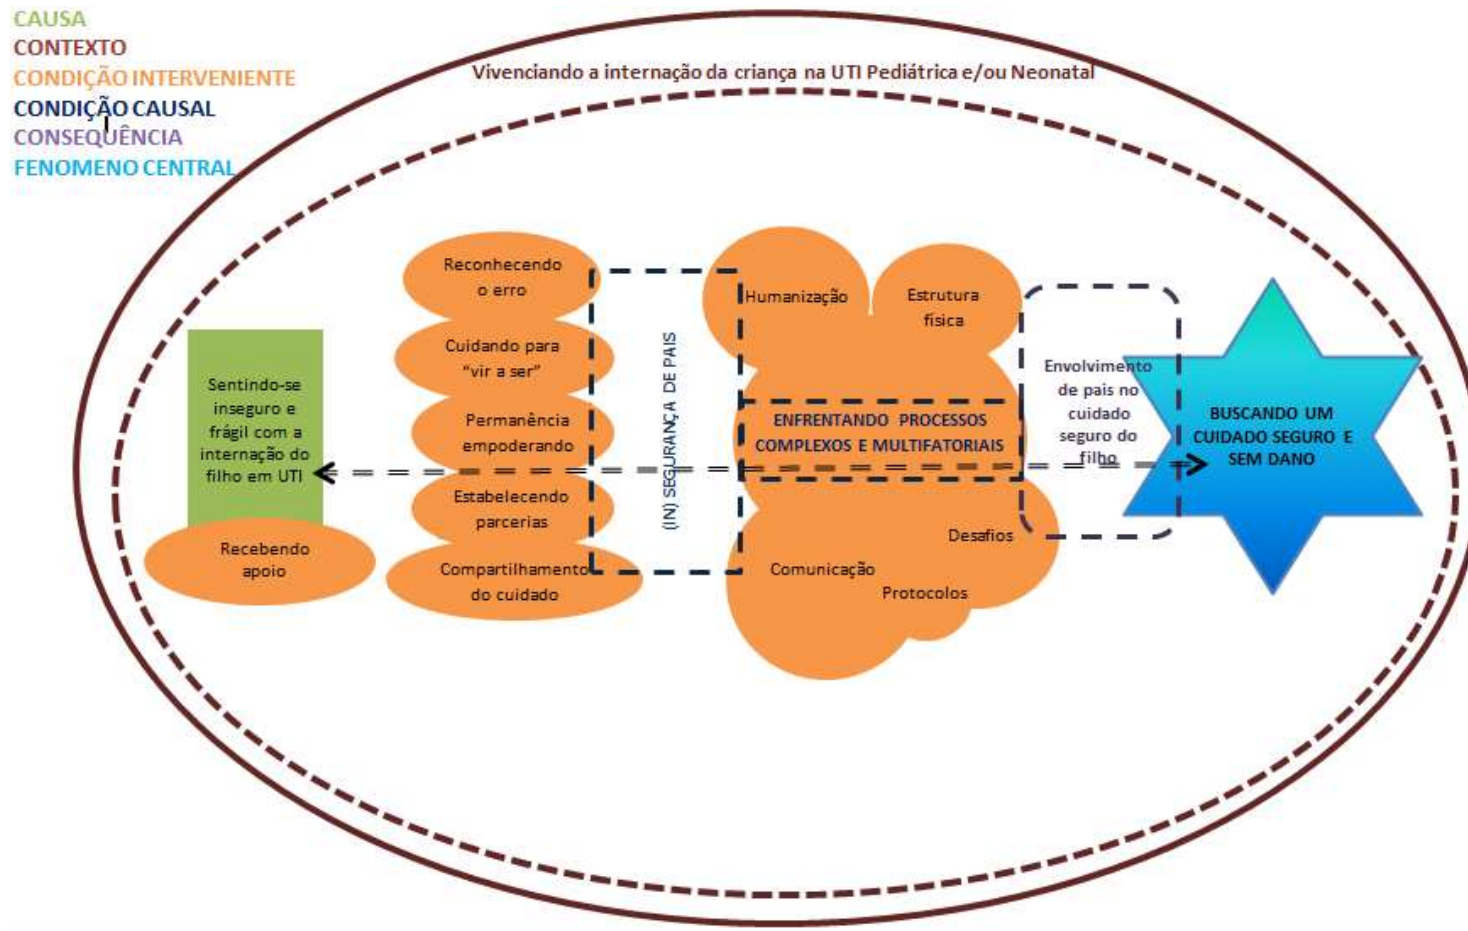 CAUSA
CONTEXTO
CONDIÇÃO INTERVENIENTE
CONDIÇÃO CAUSAL
CONSEQUÊNCIA
FENOMENO CENTRAL
Vivenciando a internação da criança na UTI Pediátrica e/ou Neonatal
Sentindo-se
inseguro e
frágil com a
internação do
filho em UTI
Recebendo
apoio
Reconhecendo
o erro
Cuidando para
“vir a ser”
Permanência
empoderando
Estabelecendo
parcerias
Compartilhamento
do cuidado
(IN) SEGURANÇA DE PAIS
Humanização
Estrutura
física
ENFRENTANDO PROCESSOS
COMPLEXOS E MULTIFATORIAIS
Desafios
Comunicação
Protocolos
Envolvimento
de pais no
cuidado
seguro do
filho
BUSCANDO UM
CUIDADO SEGURO E
SEM DANO